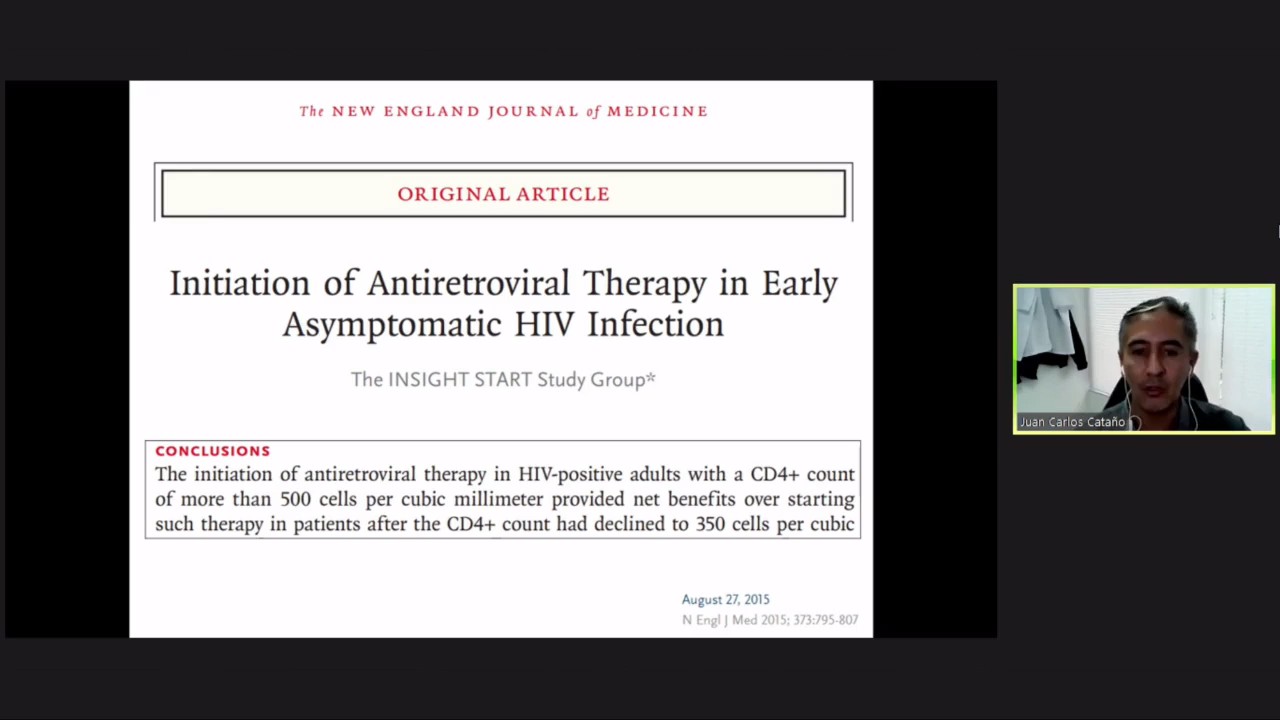 The NEW ENGLAND JOURNAL of MEDICINE
ORIGINAL ARTICLE
Initiation of Antiretroviral Therapy in Early
Asymptomatic HIV Infection
The INSIGHT START Study Group*
CONCLUSIONS
The initiation of antiretroviral therapy in HIV-positive adults with a CD4+ count
of more than 500 cells per cubic millimeter provided net benefits over starting
such therapy in patients after the CD4+ count had declined to 350 cells per cubic
August 27, 2015
N Engl J Med 2015; 373:795-807
Juan Carlos Cataño